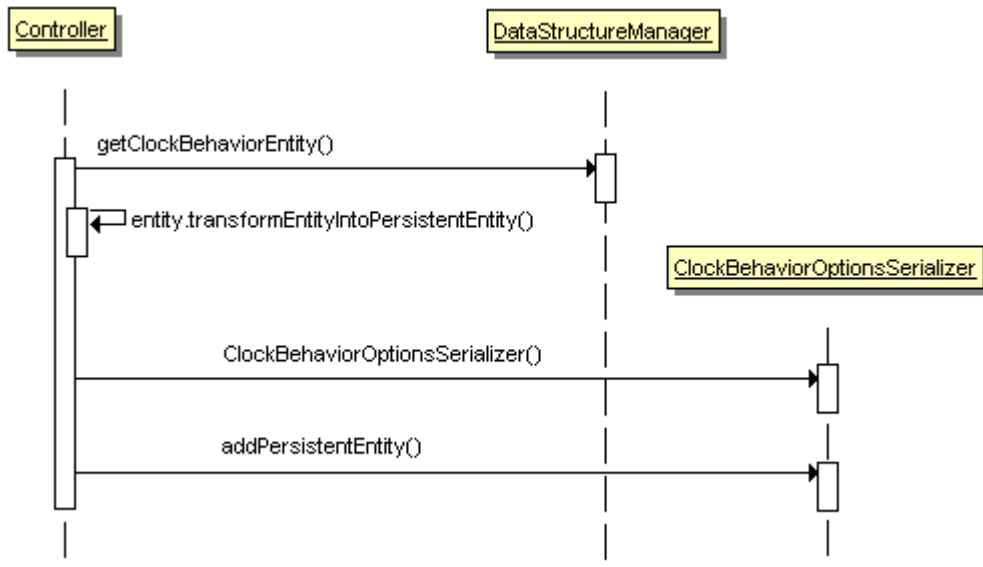 Controller
DataStructureManager
getClockBehaviorEntity()
entity.transformEntityIntoPersistentEntity()
ClockBehaviorOptionsSerializer
ClockBehaviorOptionsSerializer()
addPersistentEntity()